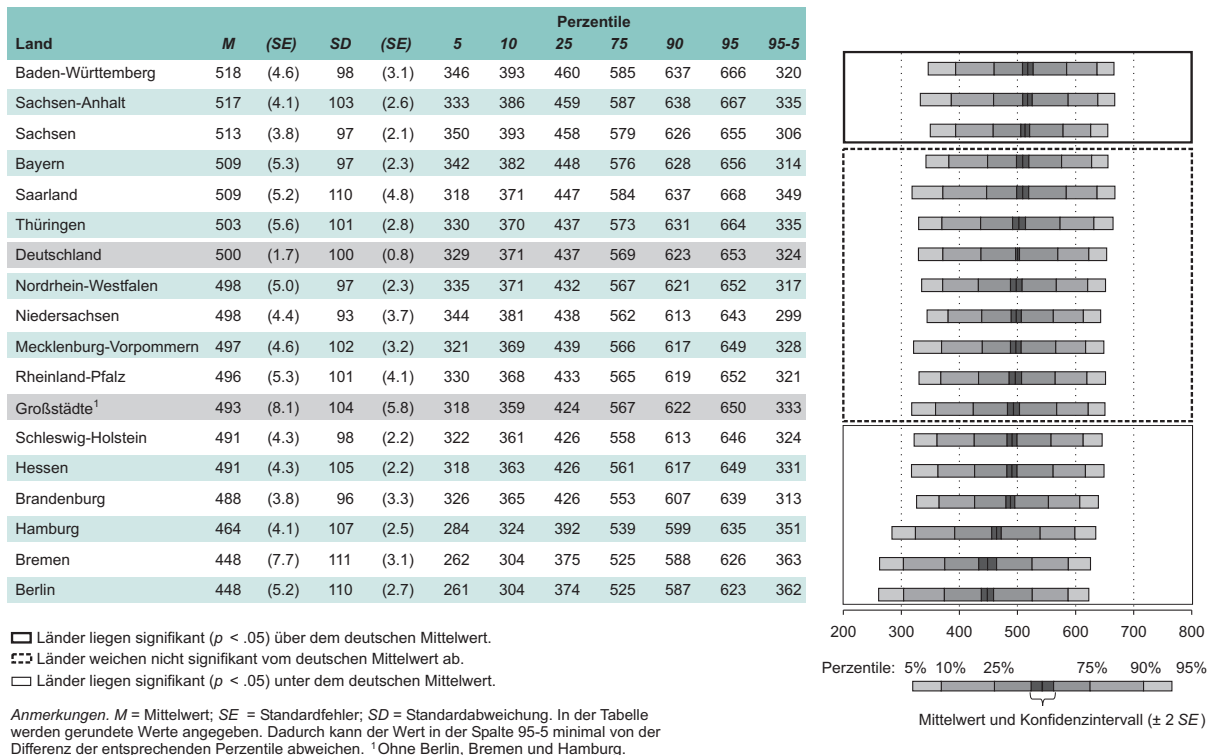 Perzentile
Land M (SE) SD (SE) 5 10 25 75 90 95 95-5
Baden-Württemberg 518 (4.6) 98 (3.1) 346 393 460 585 637 666 320
Sachsen-Anhalt 517 (4.1) 103 (2.6) 333 386 459 587 638 667 335
Sachsen 513 (3.8) 97 (2.1) 350 393 458 579 626 655 306
Bayern 509 (5.3) 97 (2.3) 342 382 448 576 628 656 314
Saarland 509 (5.2) 110 (4.8) 318 371 447 584 637 668 349
Thüringen 503 (5.6) 101 (2.8) 330 370 437 573 631 664 335
Deutschland 500 (1.7) 100 (0.8) 329 371 437 569 623 653 324
Nordrhein-Westfalen 498 (5.0) 97 (2.3) 335 371 432 567 621 652 317
Niedersachsen 498 (4.4) 93 (3.7) 344 381 438 562 613 643 299
Mecklenburg-Vorpommern 497 (4.6) 102 (3.2) 321 369 439 566 617 649 328
Rheinland-Pfalz 496 (5.3) 101 (4.1) 330 368 433 565 619 652 321
Großstädte¹ 493 (8.1) 104 (5.8) 318 359 424 567 622 650 333
Schleswig-Holstein 491 (4.3) 98 (2.2) 322 361 426 558 613 646 324
Hessen 491 (4.3) 105 (2.2) 318 363 426 561 617 649 331
Brandenburg 488 (3.8) 96 (3.3) 326 365 426 553 607 639 313
Hamburg 464 (4.1) 107 (2.5) 284 324 392 539 599 635 351
Bremen 448 (7.7) 111 (3.1) 262 304 375 525 588 626 363
Berlin 448 (5.2) 110 (2.7) 261 304 374 525 587 623 362
Länder liegen signifikant (p < .05) über dem deutschen Mittelwert.
Länder weichen nicht signifikant vom deutschen Mittelwert ab.
Länder liegen signifikant (p < .05) unter dem deutschen Mittelwert.
Anmerkungen. M = Mittelwert; SE = Standardfehler; SD = Standardabweichung. In der Tabelle
werden gerundete Werte angegeben. Dadurch kann der Wert in der Spalte 95-5 minimal von der
Differenz der entsprechenden Perzentile abweichen. ¹Ohne Berlin, Bremen und Hamburg.
200 300 400 500 600 700 800
Perzentile: 5% 10% 25% 75% 90% 95%
Mittelwert und Konfidenzintervall (± 2 SE)